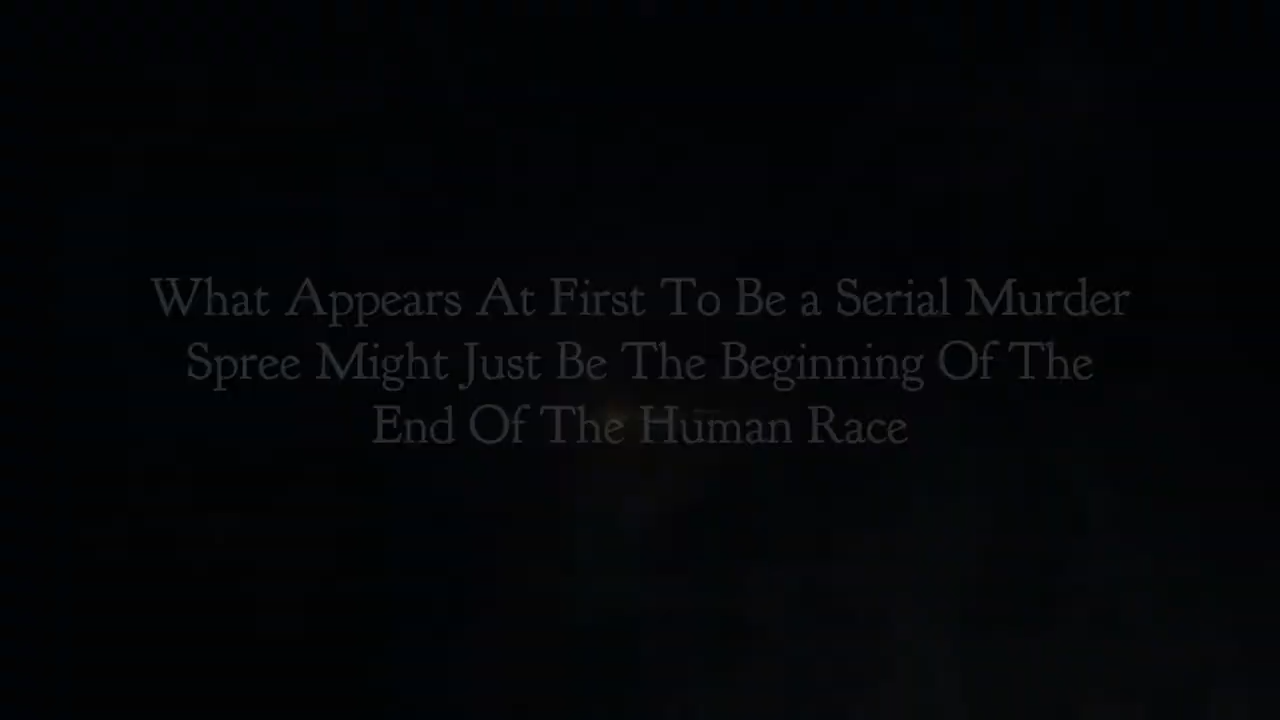 What Appears At First To Be a Serial Murder
Spree Might Just Be The Beginning Of The
End Of The Human Race